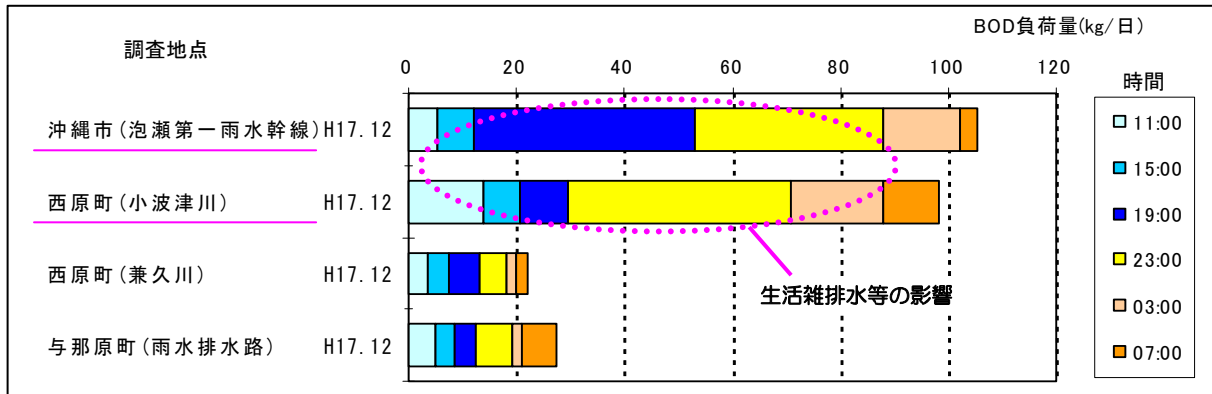 BOD負荷量(kg/日)
調査地点
0 20 40 60 80 100 120
時間
沖縄市(泡瀬第一雨水幹線) H17.12
西原町(小波津川) H17.12
西原町(兼久川) H17.12
与那原町(雨水排水路) H17.12
生活雑排水等の影響
11:00
15:00
19:00
23:00
03:00
07:00